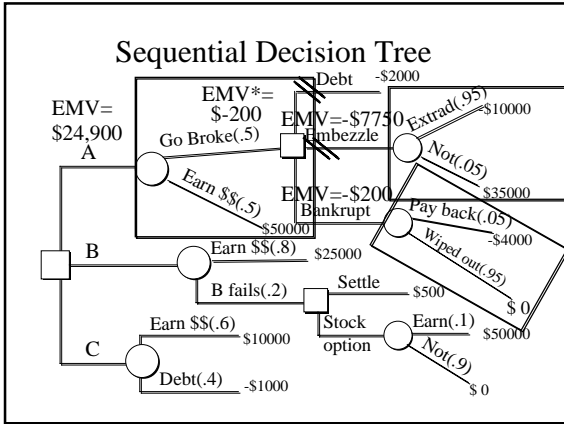 Sequential Decision Tree
EMV=
$24,900
A
EMV*=
$-200
Go Broke(.5)
Earn $$(.5)
$50000
Debt
-$2000
EMV=-$7750
Embezzle
Extrad(.95)
-$10000
Not(.05)
$35000
EMV=-$200
Bankrupt
Pay back(.05)
-$4000
Wiped out(.95)
$ 0
B
Earn $$(.8)
$25000
B fails(.2)
Settle
$500
Stock
option
Earn(.1)
$50000
Not(.9)
$ 0
C
Earn $$(.6)
$10000
Debt(.4)
-$1000